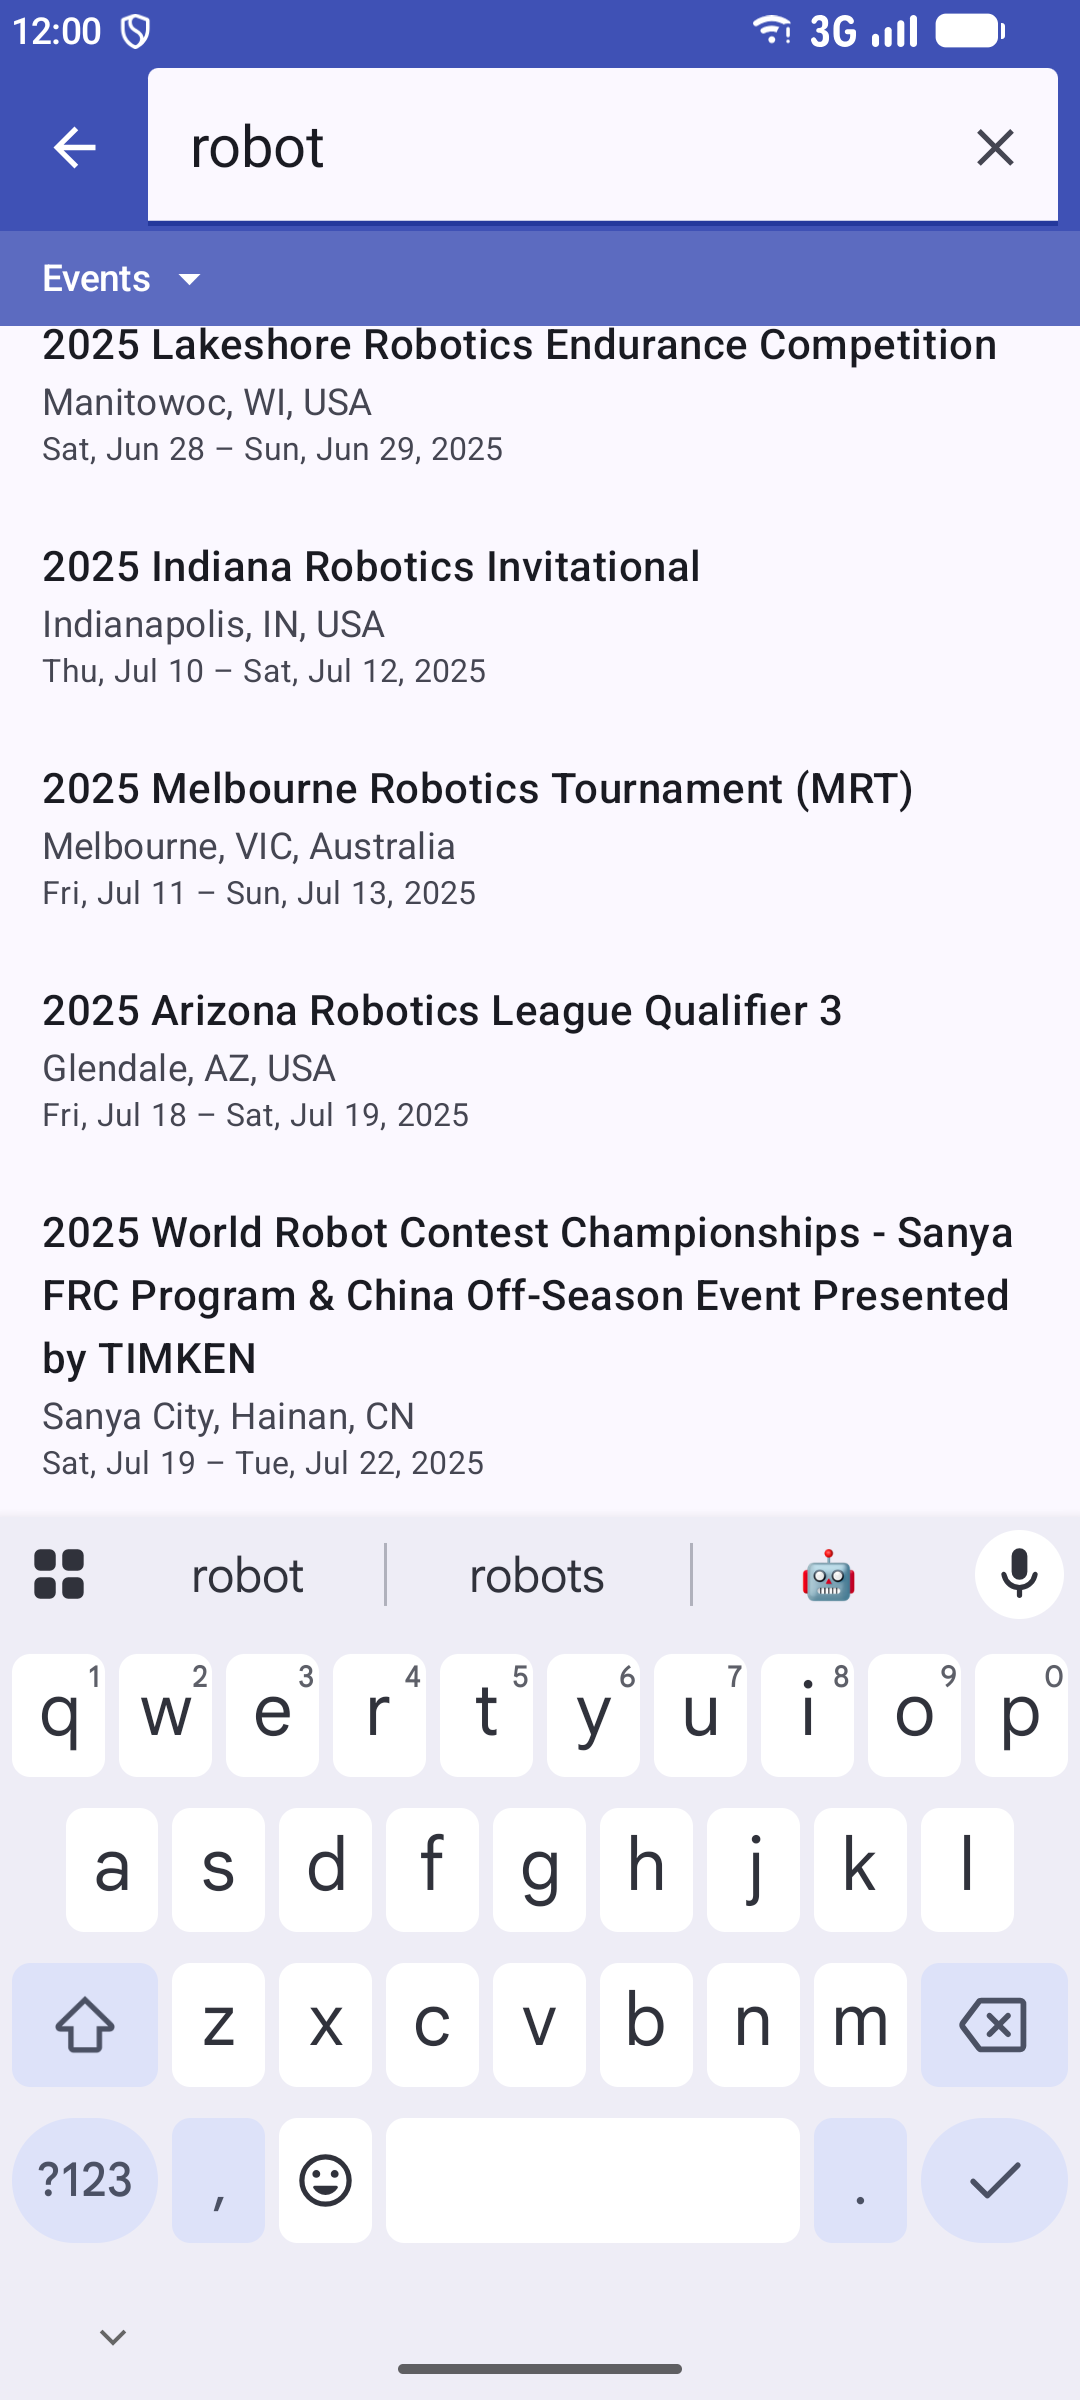 12:00 3G
robot
Events
2025 Lakeshore Robotics Endurance Competition
Manitowoc, WI, USA
Sat, Jun 28 – Sun, Jun 29, 2025
2025 Indiana Robotics Invitational
Indianapolis, IN, USA
Thu, Jul 10 – Sat, Jul 12, 2025
2025 Melbourne Robotics Tournament (MRT)
Melbourne, VIC, Australia
Fri, Jul 11 – Sun, Jul 13, 2025
2025 Arizona Robotics League Qualifier 3
Glendale, AZ, USA
Fri, Jul 18 – Sat, Jul 19, 2025
2025 World Robot Contest Championships - Sanya
FRC Program & China Off-Season Event Presented
by TIMKEN
Sanya City, Hainan, CN
Sat, Jul 19 – Tue, Jul 22, 2025
robot robots 🤖
q1 w2 e3 r4 t5 y6 u7 i8 o9 p0
a s d f g h j k l
z x c v b n m
?123 , .